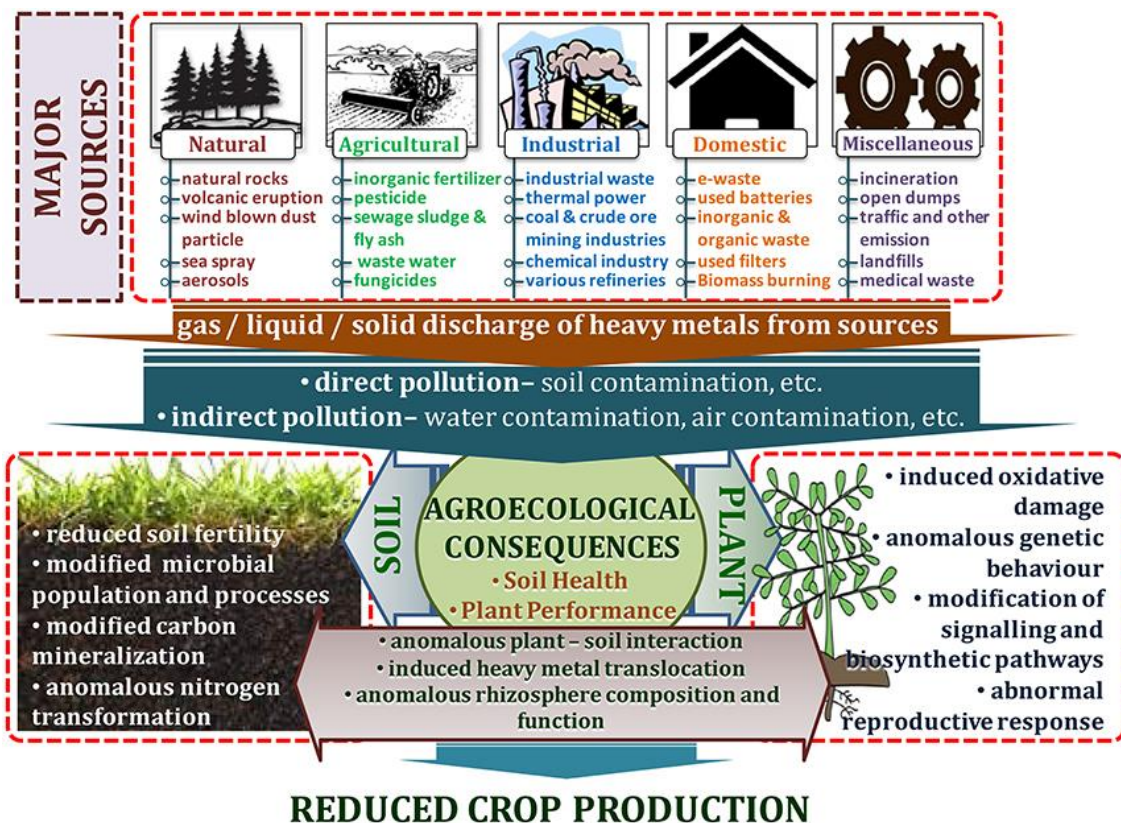 MAJOR
SOURCES
Natural
natural rocks
volcanic eruption
wind blown dust
particle
sea spray
aerosols
Agricultural
inorganic fertilizer
pesticide
sewage sludge &
fly ash
waste water
fungicides
Industrial
industrial waste
thermal power
coal & crude ore
mining industries
chemical industry
various refineries
Domestic
e-waste
used batteries
inorganic &
organic waste
used filters
Biomass burning
Miscellaneous
incineration
open dumps
traffic and other
emission
landfills
medical waste
gas / liquid / solid discharge of heavy metals from sources
• direct pollution– soil contamination, etc.
• indirect pollution– water contamination, air contamination, etc.
SOIL
• reduced soil fertility
• modified microbial
population and processes
• modified carbon
mineralization
• anomalous nitrogen
transformation
AGROECOLOGICAL
CONSEQUENCES
• Soil Health
• Plant Performance
PLANT
• induced oxidative
damage
• anomalous genetic
behaviour
• modification of
signalling and
biosynthetic pathways
• abnormal
reproductive response
• anomalous plant – soil interaction
• induced heavy metal translocation
• anomalous rhizosphere composition and
function
REDUCED CROP PRODUCTION